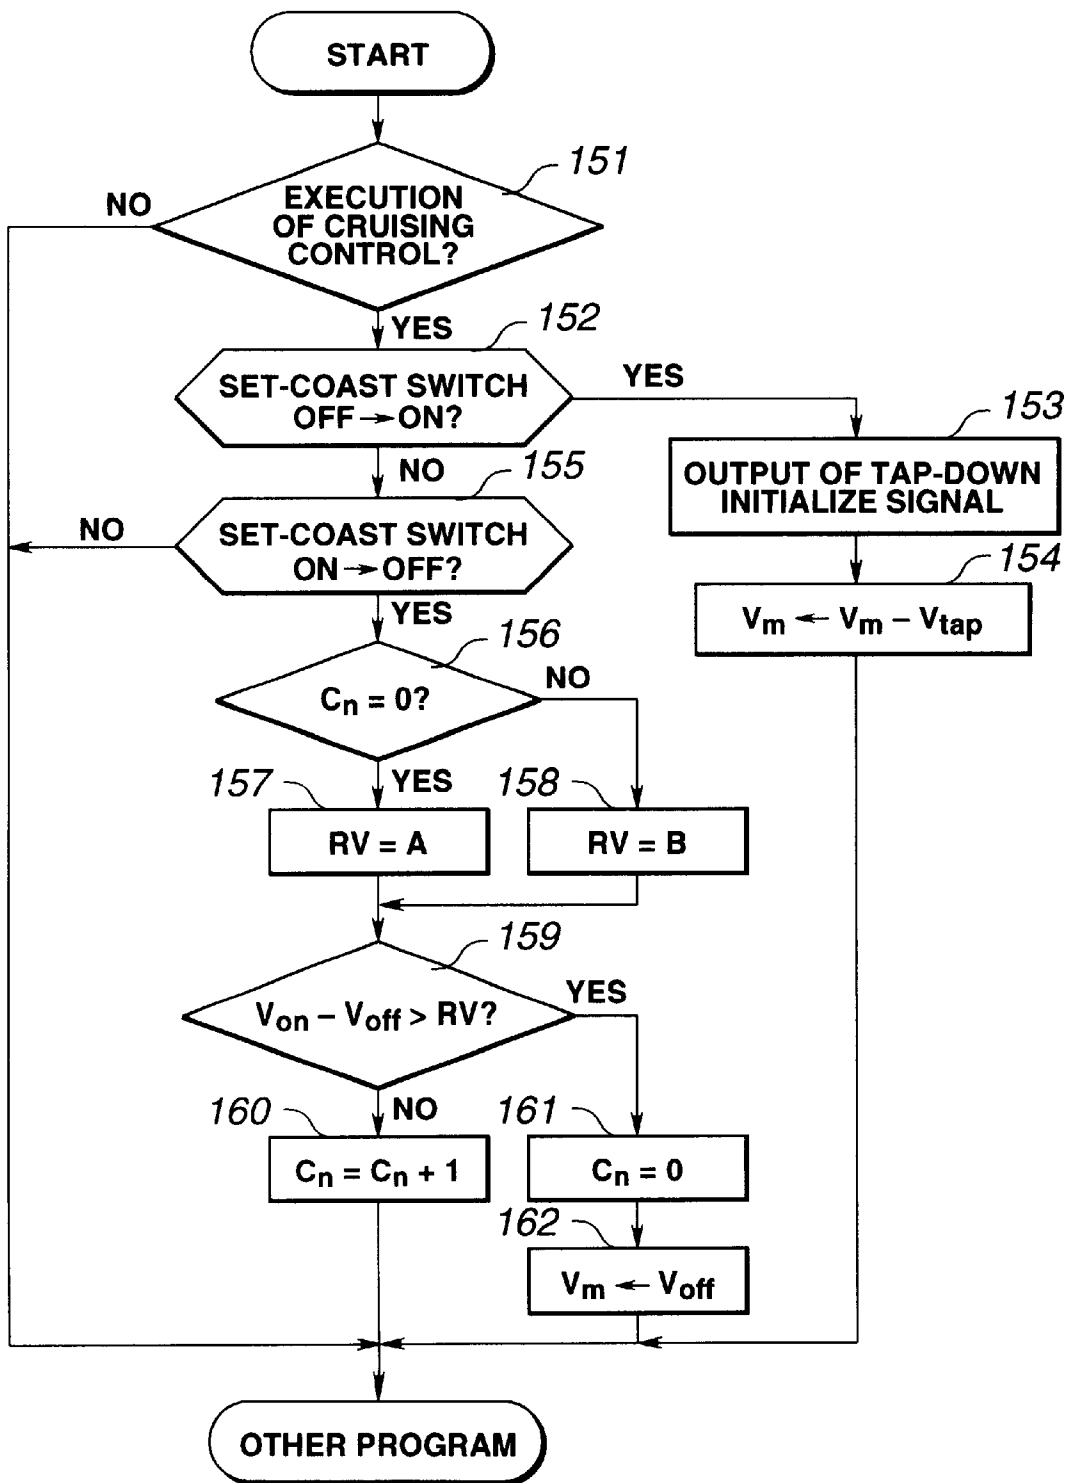 START
151
EXECUTION
OF CRUISING
CONTROL?
NO
YES
152
SET-COAST SWITCH
OFF → ON?
YES
153
OUTPUT OF TAP-DOWN
INITIALIZE SIGNAL
NO
155
SET-COAST SWITCH
ON → OFF?
NO
154
Vm ← Vm – Vtap
YES
156
Cn = 0?
NO
YES
157
RV = A
158
RV = B
159
Von – Voff > RV?
YES
NO
160
Cn = Cn + 1
161
Cn = 0
162
Vm ← Voff
OTHER PROGRAM